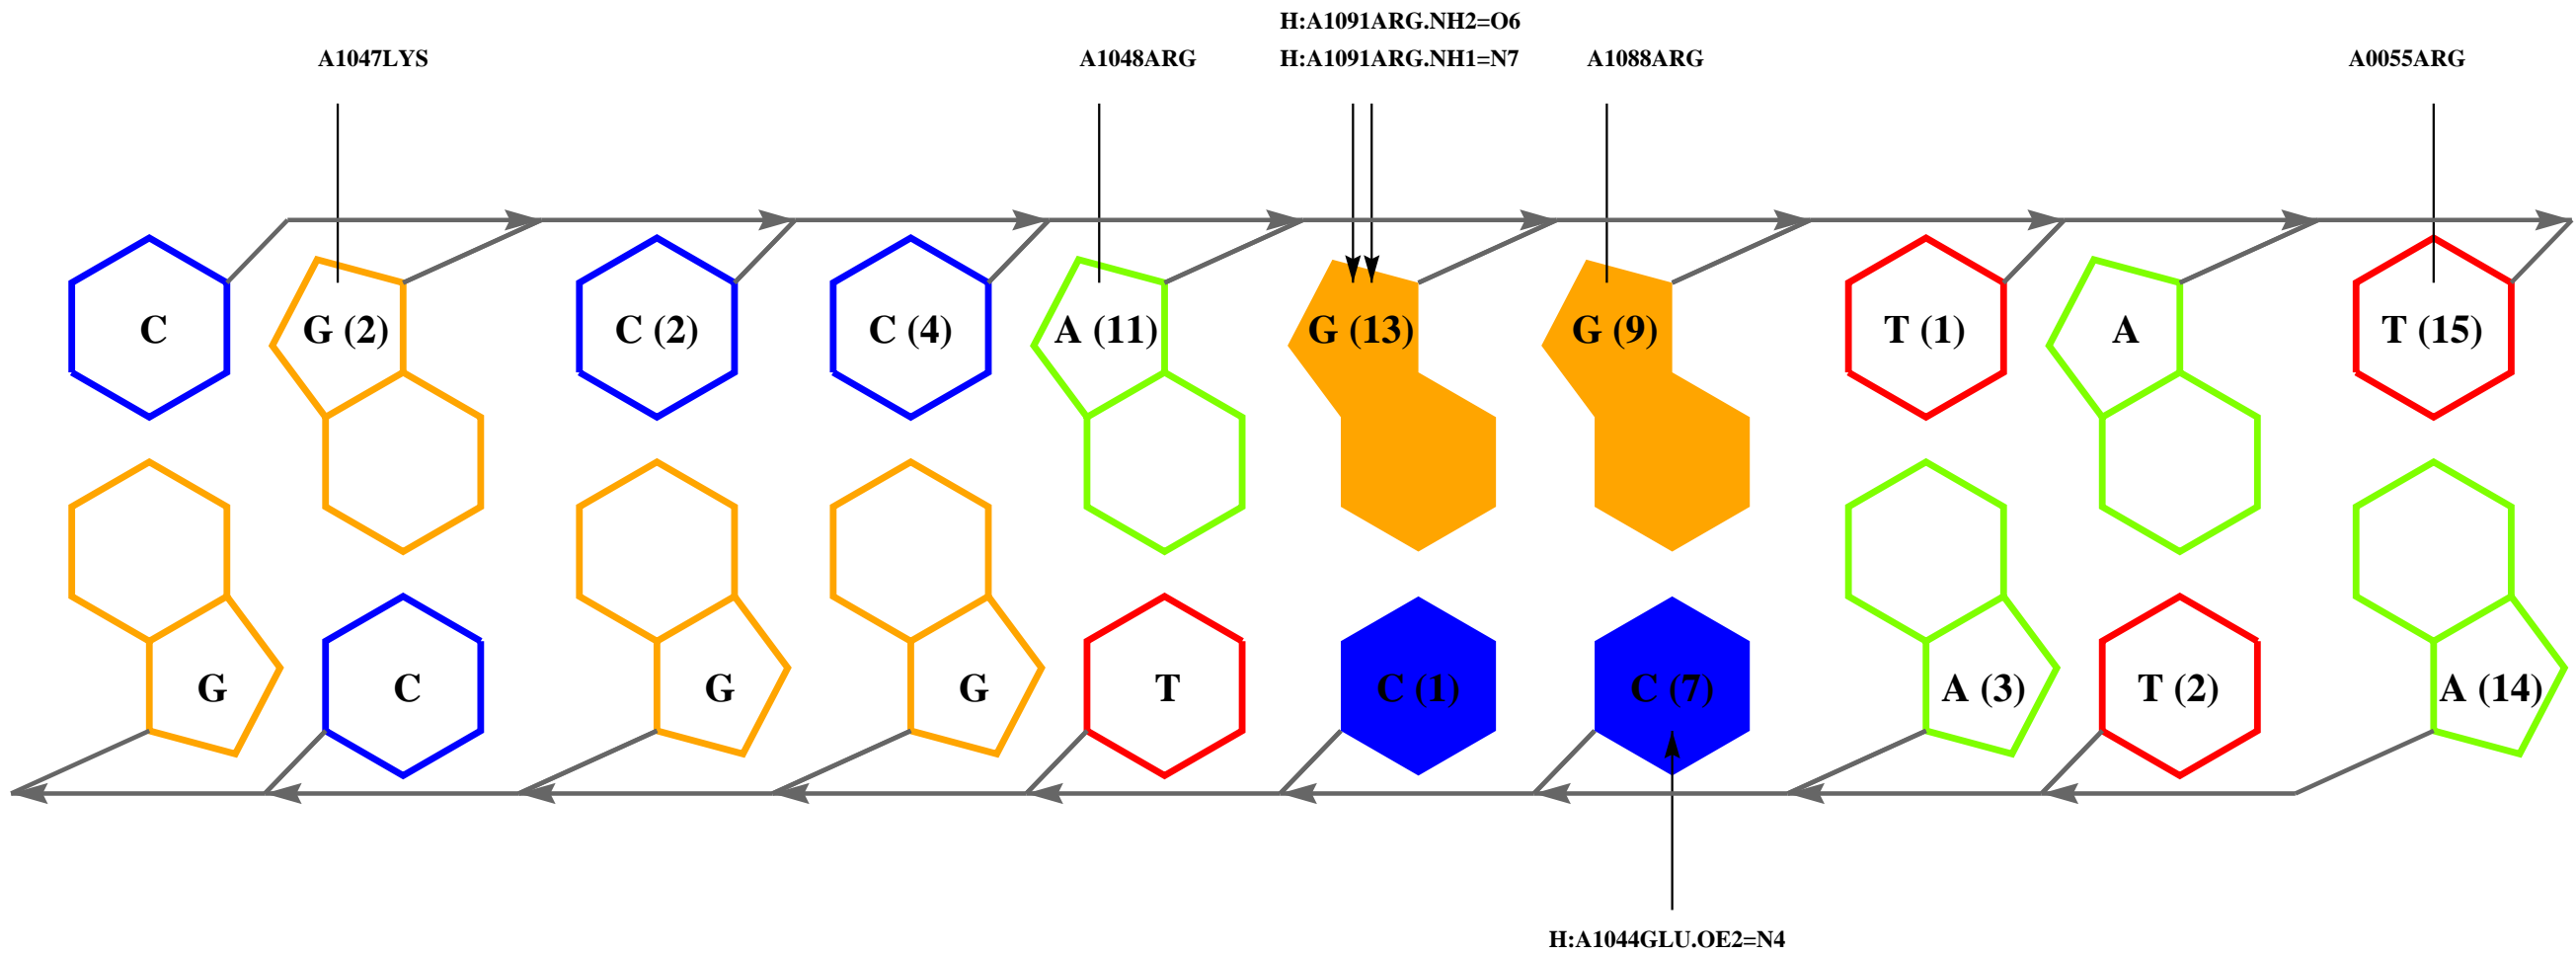 H:A1091ARG.NH2=O6
A1047LYS A1048ARG H:A1091ARG.NH1=N7 A1088ARG A0055ARG
C G (2) C (2) C (4) A (11) G (13) G (9) T (1) A T (15)
G C G G T C (1) C (7) A (3) T (2) A (14)
H:A1044GLU.OE2=N4